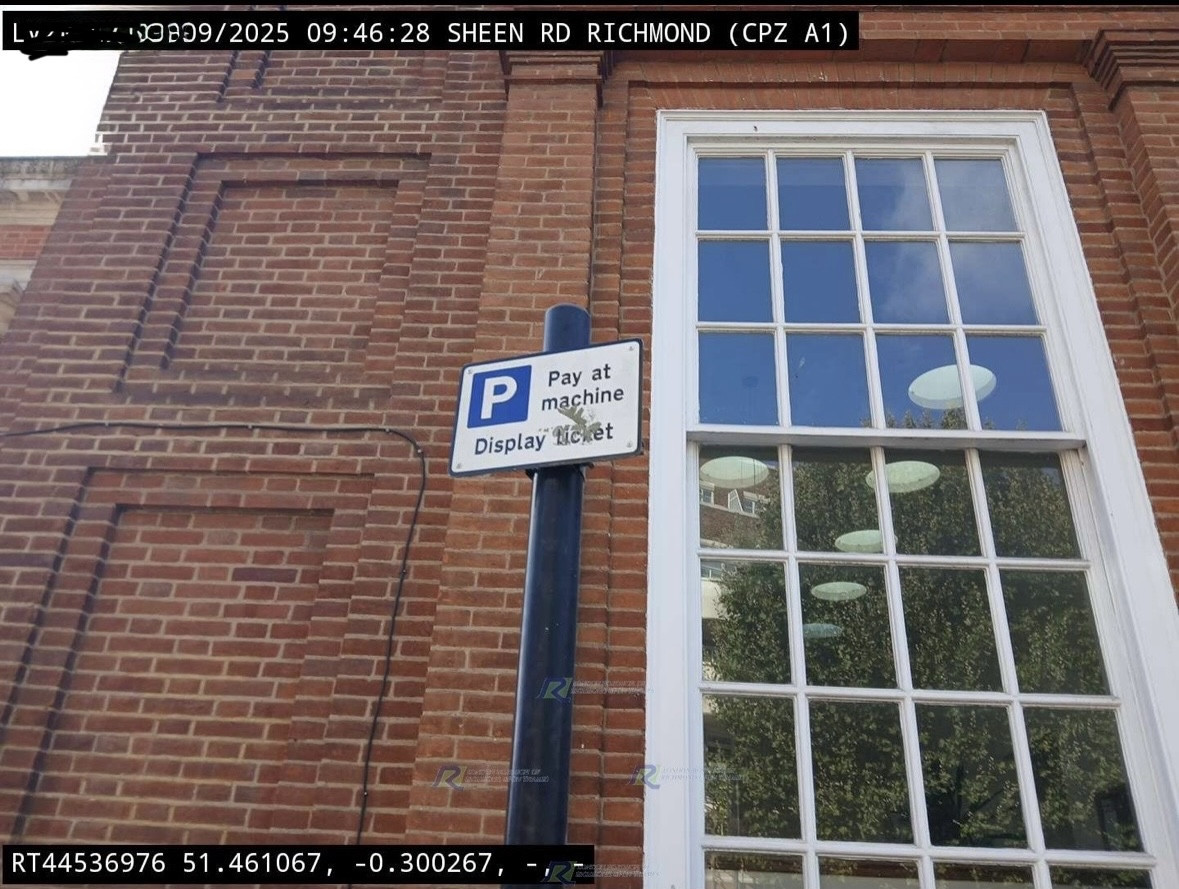 09/2025 09:46:28 SHEEN RD RICHMOND (CPZ A1)
P
Pay at
machine
Display ticket
RT44536976 51.461067, -0.300267, -,-